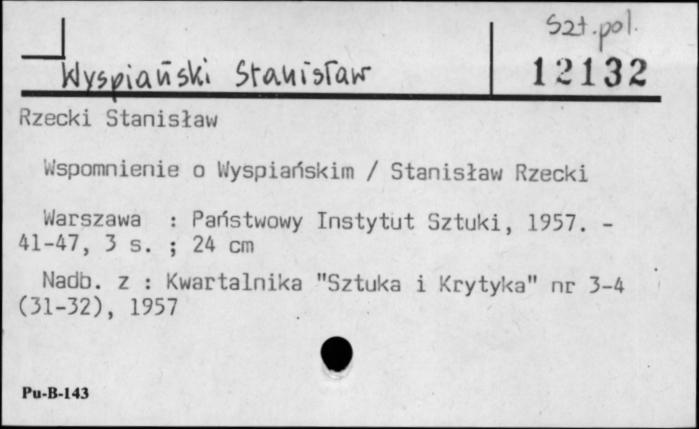 Szt. pol.
Wyspiański Stanisław
12132
Rzecki Stanisław
Wspomnienie o Wyspiańskim / Stanisław Rzecki
Warszawa : Państwowy Instytut Sztuki, 1957. -
41-47, 3 s. ; 24 cm
Nadb. z : Kwartalnika "Sztuka i Krytyka" nr 3-4
(31-32), 1957
Pu-B-143